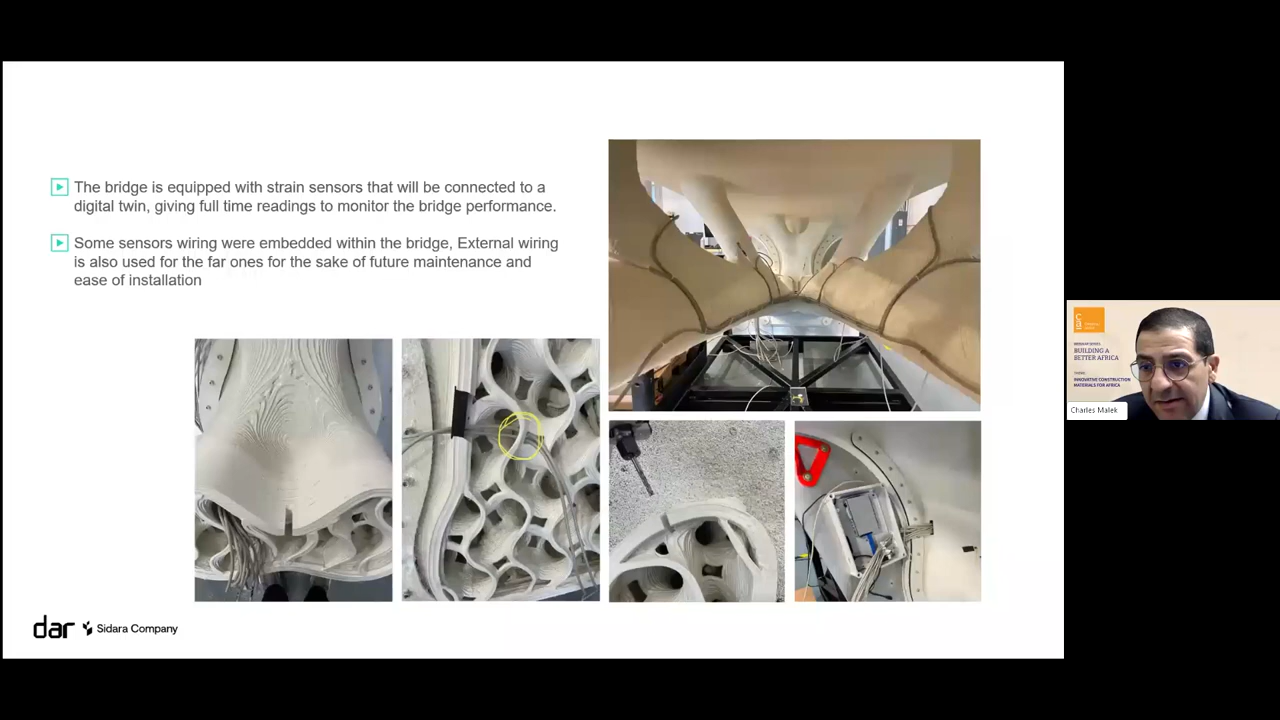 The bridge is equipped with strain sensors that will be connected to a
digital twin, giving full time readings to monitor the bridge performance.
Some sensors wiring were embedded within the bridge, External wiring
is also used for the far ones for the sake of future maintenance and
ease of installation
dar Sidara Company
WEBINAR SERIES
BUILDING A
BETTER AFRICA
INNOVATIVE CONSTRUCTION
MATERIALS FOR AFRICA
Charles Malek